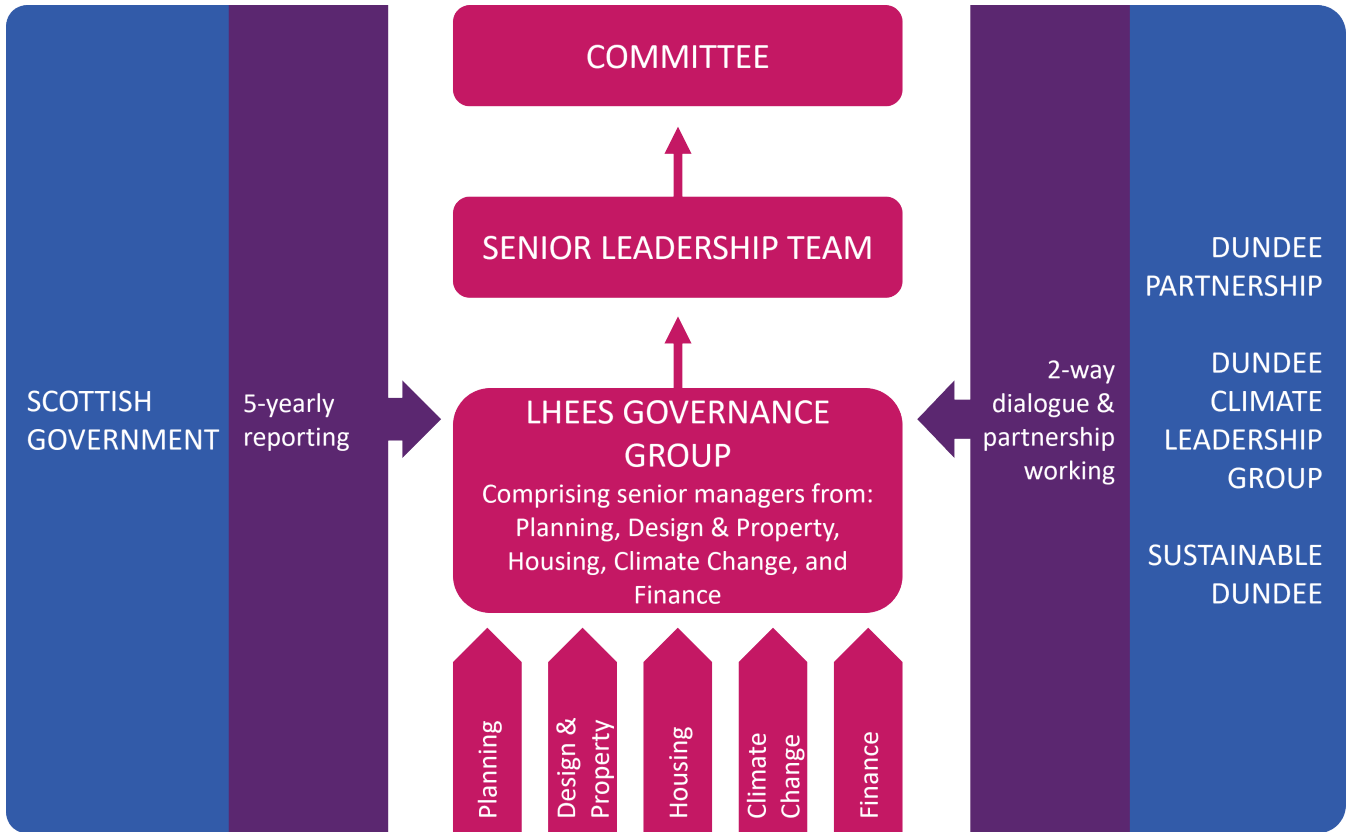 COMMITTEE
SENIOR LEADERSHIP TEAM
LHEES GOVERNANCE
GROUP
Comprising senior managers from:
Planning, Design & Property,
Housing, Climate Change, and
Finance
Planning
Design &
Property
Housing
Climate
Change
Finance
SCOTTISH
GOVERNMENT
5-yearly
reporting
2-way
dialogue &
partnership
working
DUNDEE
PARTNERSHIP
DUNDEE
CLIMATE
LEADERSHIP
GROUP
SUSTAINABLE
DUNDEE